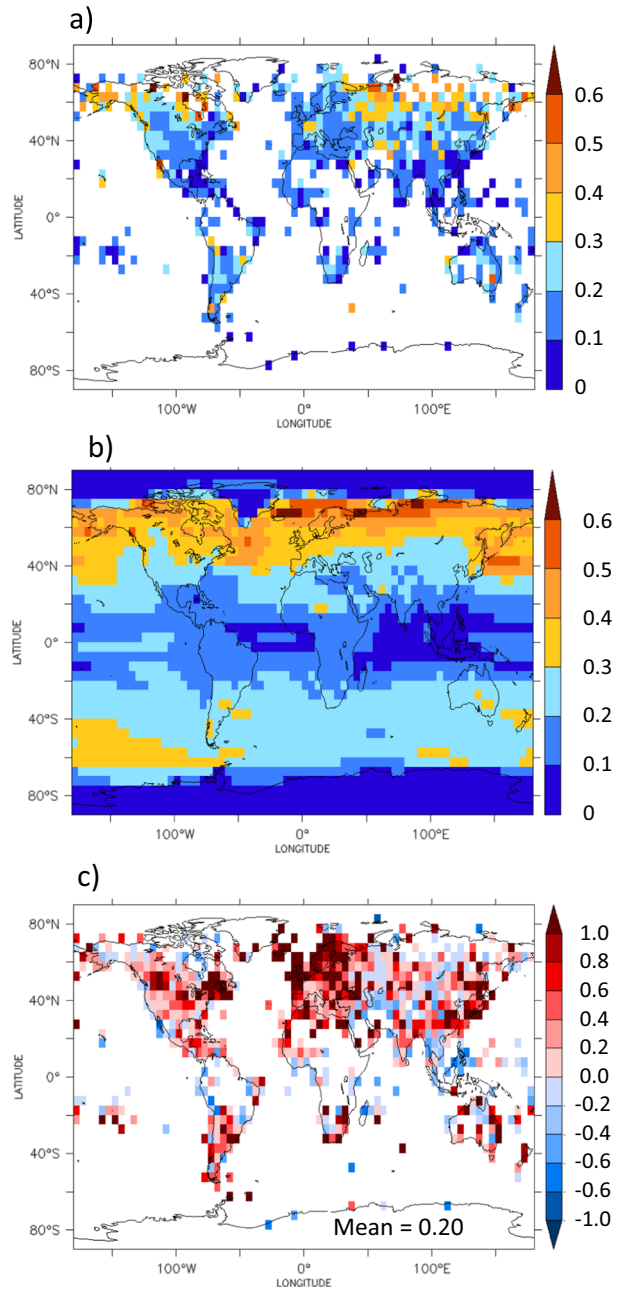 a)
80°N
40°N
0°
40°S
80°S
LATITUDE
100°W 0° 100°E
LONGITUDE
0.6
0.5
0.4
0.3
0.2
0.1
0
b)
80°N
40°N
0°
40°S
80°S
LATITUDE
100°W 0° 100°E
LONGITUDE
0.6
0.5
0.4
0.3
0.2
0.1
0
c)
80°N
40°N
0°
40°S
80°S
LATITUDE
Mean = 0.20
100°W 0° 100°E
LONGITUDE
1.0
0.8
0.6
0.4
0.2
0.0
-0.2
-0.4
-0.6
-0.6
-1.0